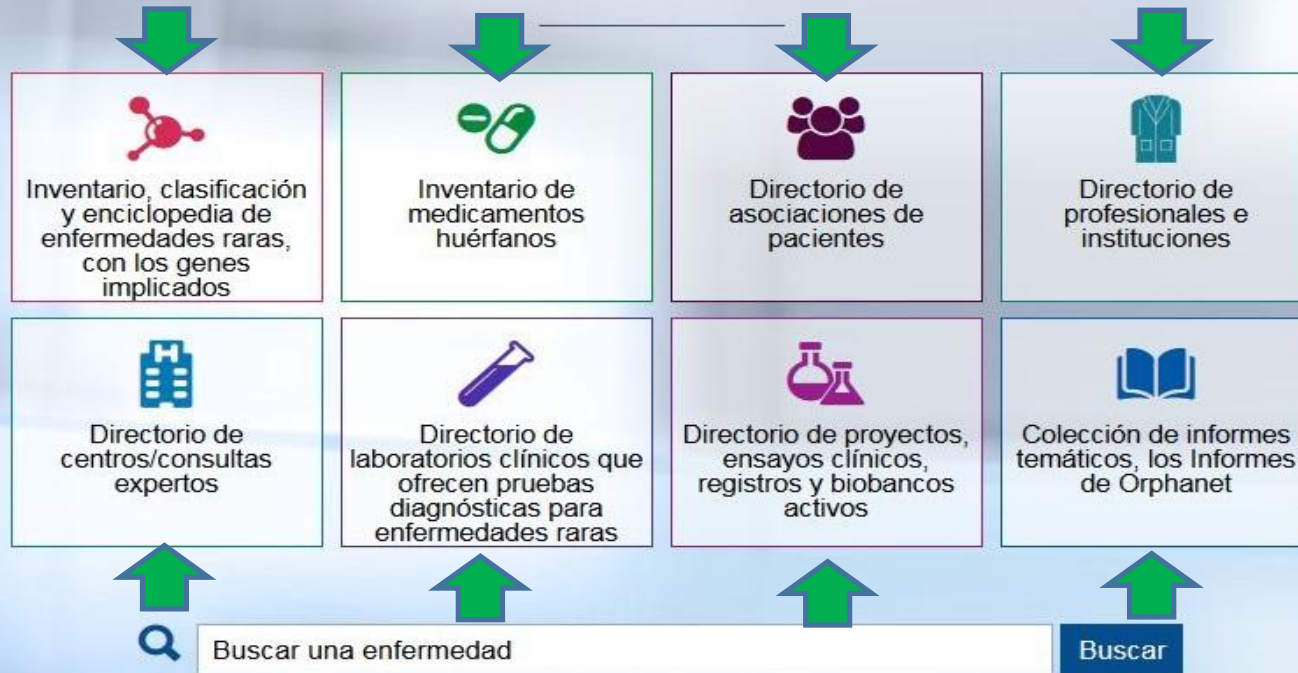 Inventario, clasificación
y enciclopedia de
enfermedades raras,
con los genes
implicados
Inventario de
medicamentos
huérfanos
Directorio de
asociaciones de
pacientes
Directorio de
profesionales e
instituciones
Directorio de
centros/consultas
expertos
Directorio de
laboratorios clínicos que
ofrecen pruebas
diagnósticas para
enfermedades raras
Directorio de proyectos,
ensayos clínicos,
registros y biobancos
activos
Colección de informes
temáticos, los Informes
de Orphanet
Buscar una enfermedad
Buscar